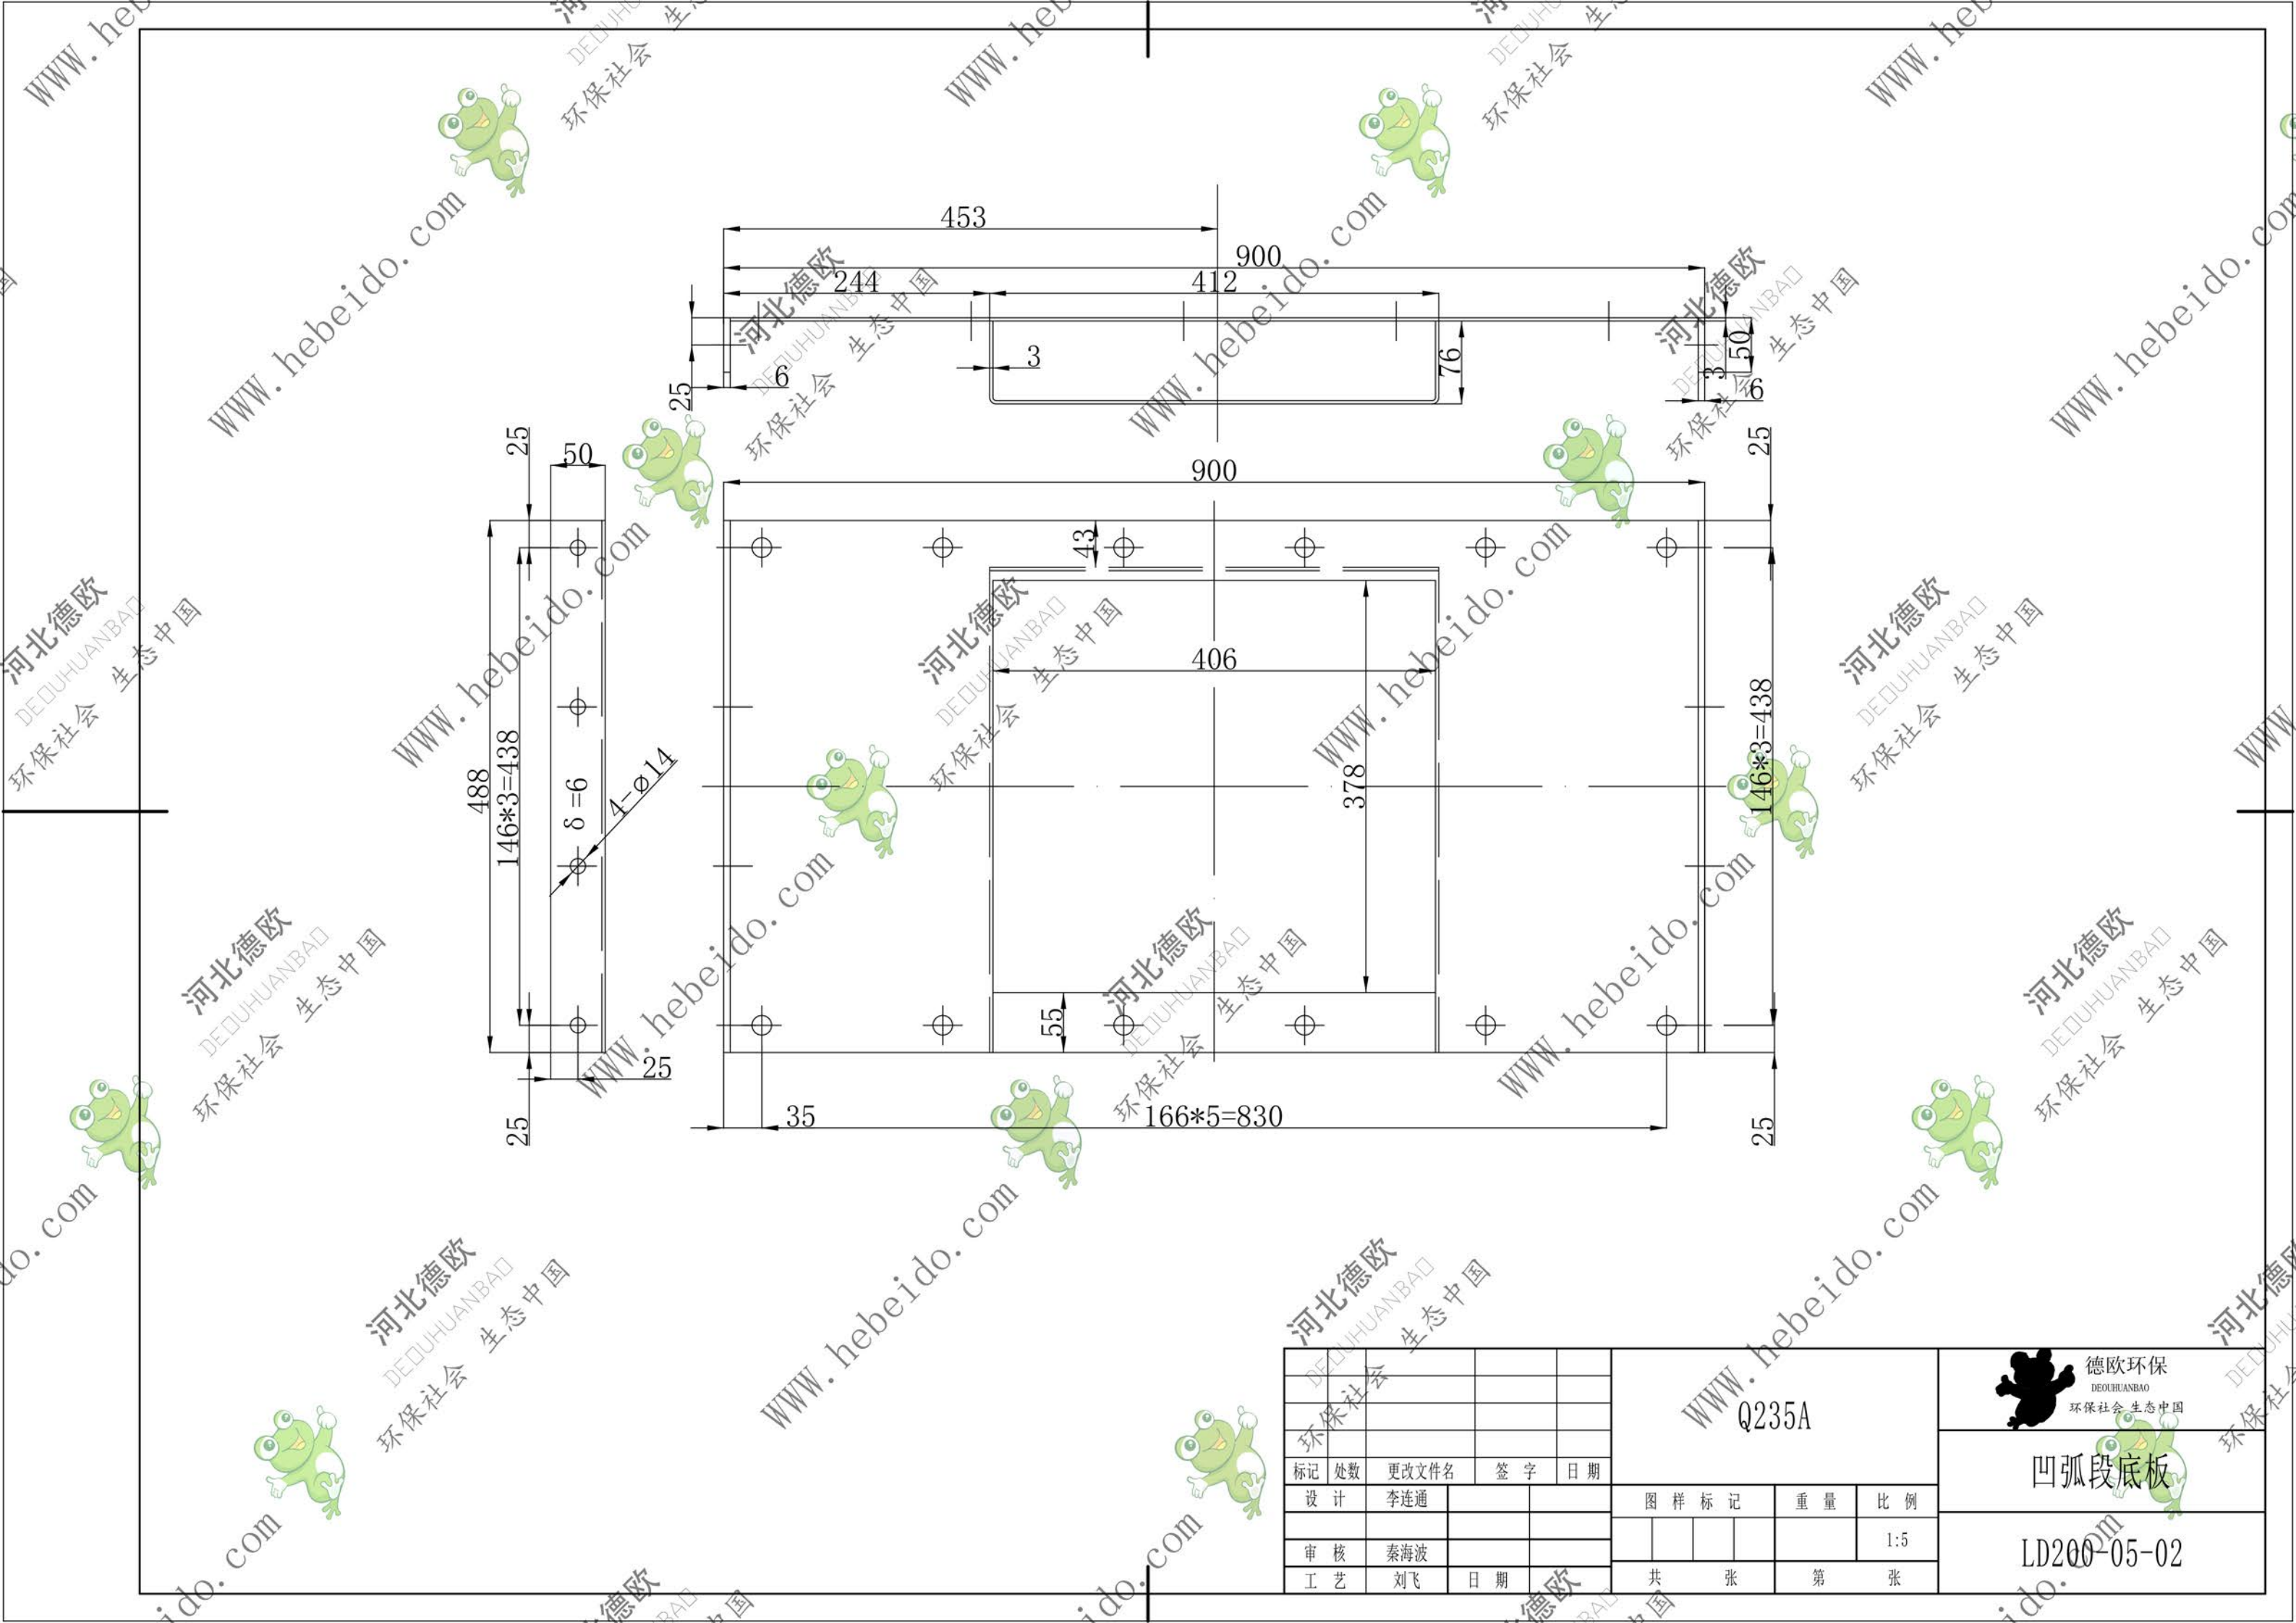 453
900
244
412
3
76
6
25
50
3
6
25
50
25
900
43
406
378
146*3=438
488
146*3=438
δ=6
4-⌀14
55
25
25
35
166*5=830
25
Q235A
德欧环保
DEOUHUANBAO
环保社会 生态中国
凹弧段底板
LD200-05-02
标记 处数 更改文件名 签 字 日 期
设 计 李连通
图 样 标 记 重 量 比 例
1:5
审 核 秦海波
工 艺 刘飞 日 期
共 张 第 张
WWW.hebeido.com
河北德欧
DE□UHUANBA□
环保社会 生态中国